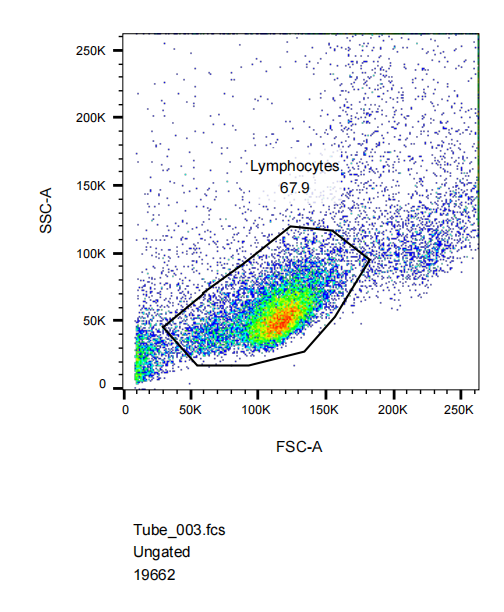 250K
200K
150K
100K
50K
0
SSC-A
Lymphocytes
67.9
0 50K 100K 150K 200K 250K
FSC-A
Tube_003.fcs
Ungated
19662